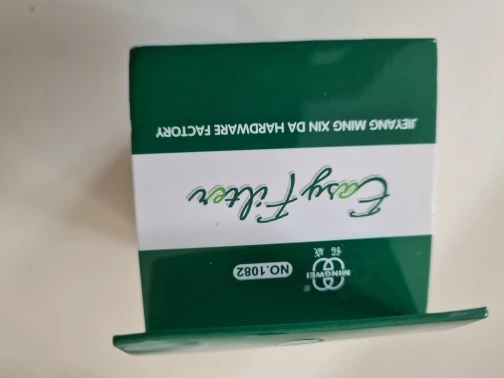 MINGWEI
®
NO.1082
Easy Filter
JIEYANG MING XIN DA HARDWARE FACTORY